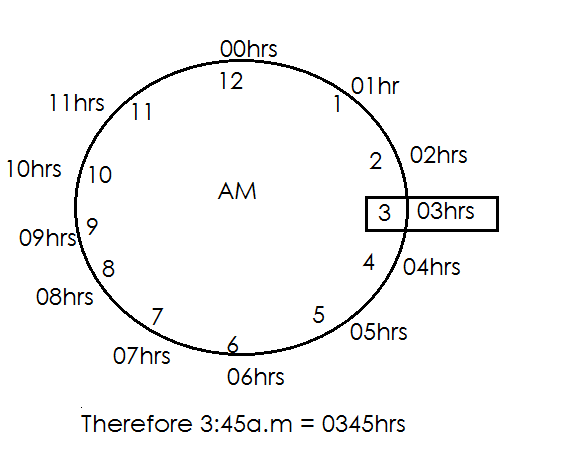 00hrs
12
11hrs
11
1
01hr
10hrs
10
AM
2
02hrs
09hrs
9
3
03hrs
08hrs
8
4
04hrs
07hrs
7
5
05hrs
6
06hrs
Therefore 3:45a.m = 0345hrs